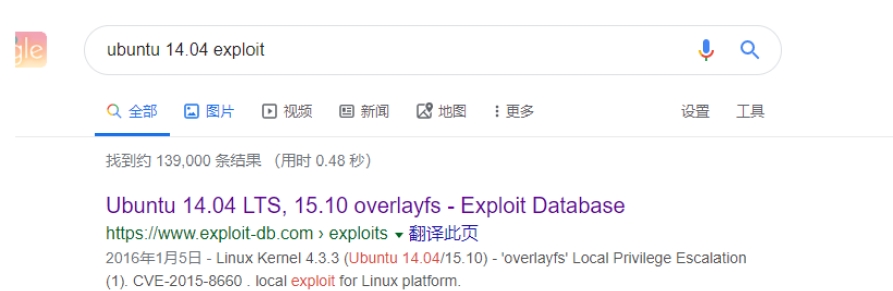 gle
ubuntu 14.04 exploit
全部 图片 视频 新闻 地图 更多 设置 工具
找到约 139,000 条结果 （用时 0.48 秒）
Ubuntu 14.04 LTS, 15.10 overlayfs - Exploit Database
https://www.exploit-db.com › exploits 翻译此页
2016年1月5日 - Linux Kernel 4.3.3 (Ubuntu 14.04/15.10) - 'overlayfs' Local Privilege Escalation
(1). CVE-2015-8660 . local exploit for Linux platform.